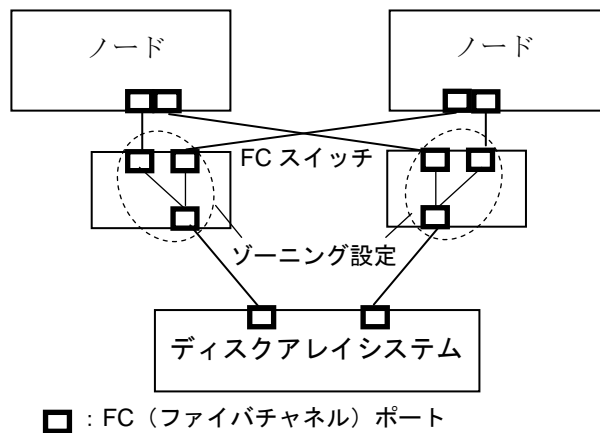 ノード
ノード
FC スイッチ
ゾーニング設定
ディスクアレイシステム
: FC（ファイバチャネル）ポート